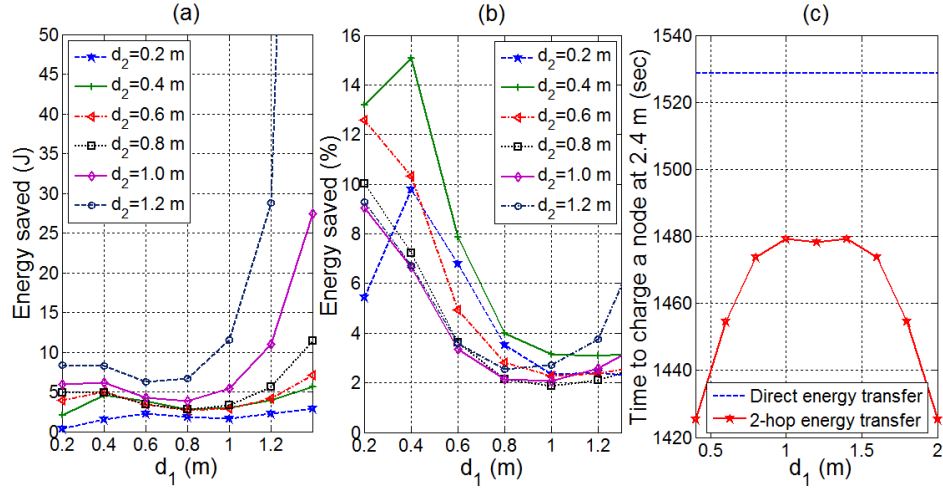 (a)
Energy saved (J)
50
45
40
35
30
25
20
15
10
5
0
d2=0.2 m
d2=0.4 m
d2=0.6 m
d2=0.8 m
d2=1.0 m
d2=1.2 m
0.2 0.4 0.6 0.8 1 1.2
d1 (m)
(b)
Energy saved (%)
16
14
12
10
8
6
4
2
0
d2=0.2 m
d2=0.4 m
d2=0.6 m
d2=0.8 m
d2=1.0 m
d2=1.2 m
0.2 0.4 0.6 0.8 1 1.2
d1 (m)
(c)
Time to charge a node at 2.4 m (sec)
1540
1520
1500
1480
1460
1440
1420
Direct energy transfer
2-hop energy transfer
0.5 1 1.5 2
d1 (m)